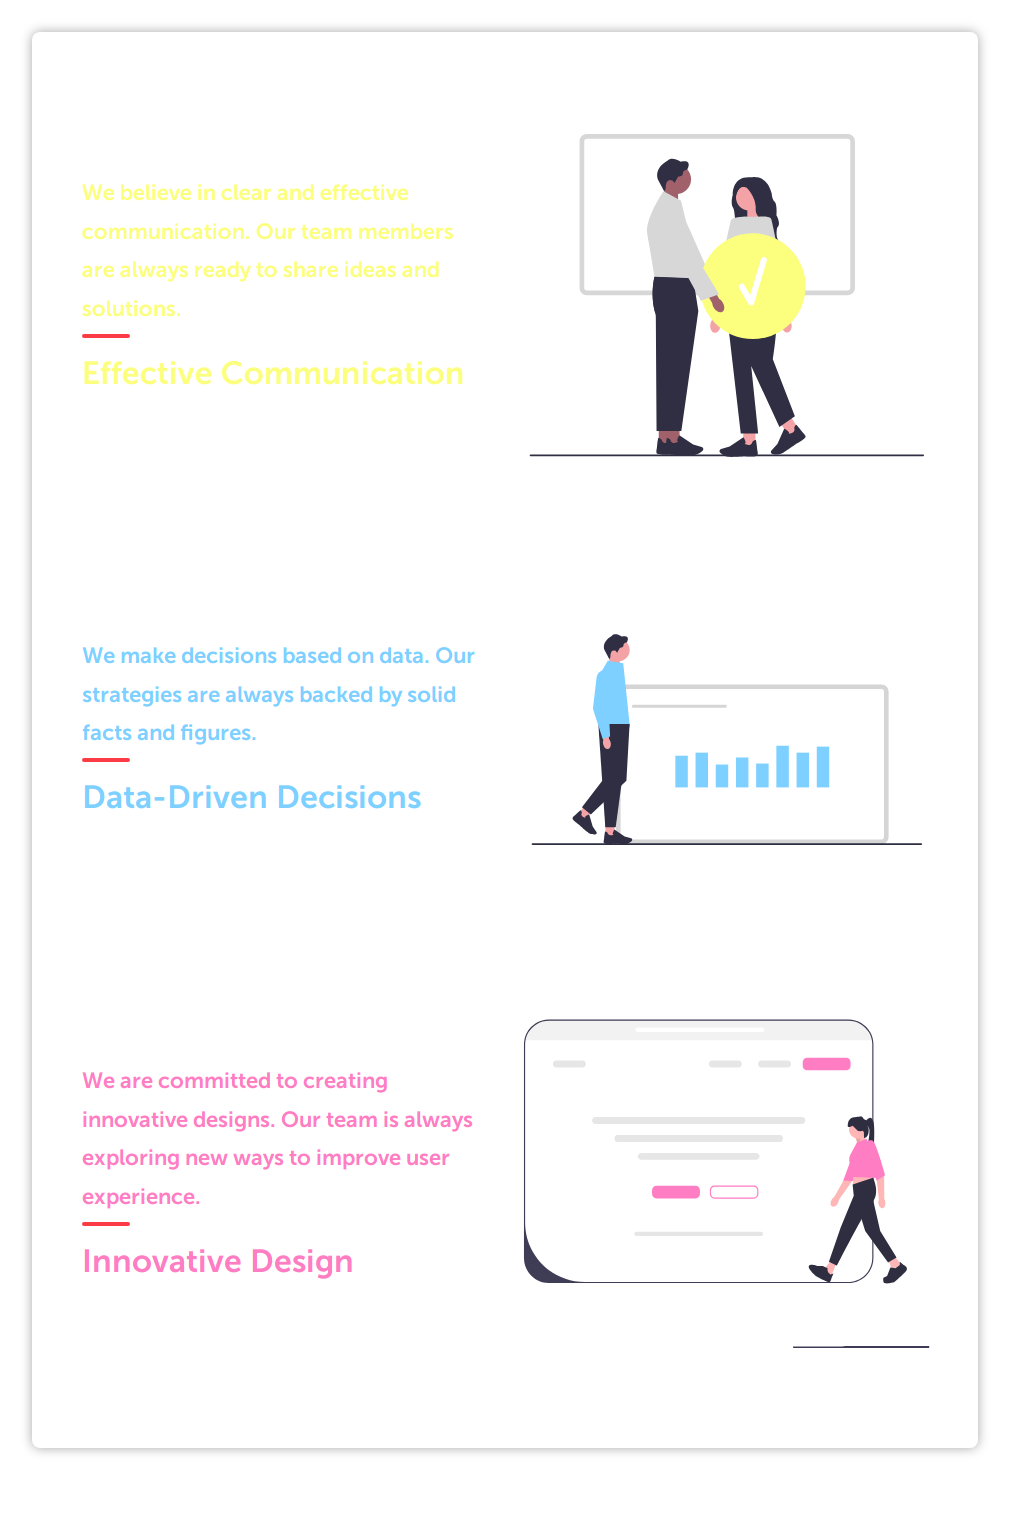 We believe in clear and effective
communication. Our team members
are always ready to share ideas and
solutions.
Effective Communication
We make decisions based on data. Our
strategies are always backed by solid
facts and figures.
Data-Driven Decisions
We are committed to creating
innovative designs. Our team is always
exploring new ways to improve user
experience.
Innovative Design